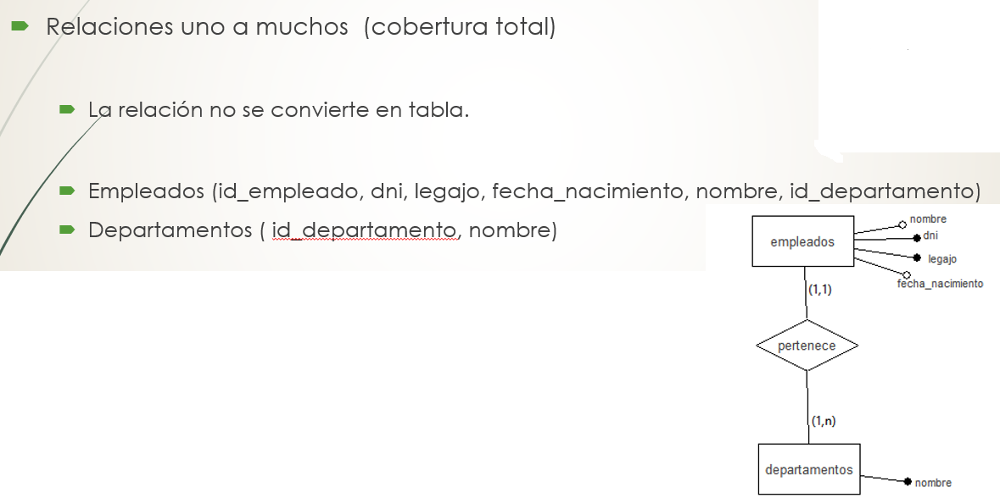 Relaciones uno a muchos (cobertura total)
La relación no se convierte en tabla.
Empleados (id_empleado, dni, legajo, fecha_nacimiento, nombre, id_departamento)
Departamentos ( id_departamento, nombre)
nombre
dni
empleados
legajo
fecha_nacimiento
(1,1)
pertenece
(1,n)
departamentos
nombre